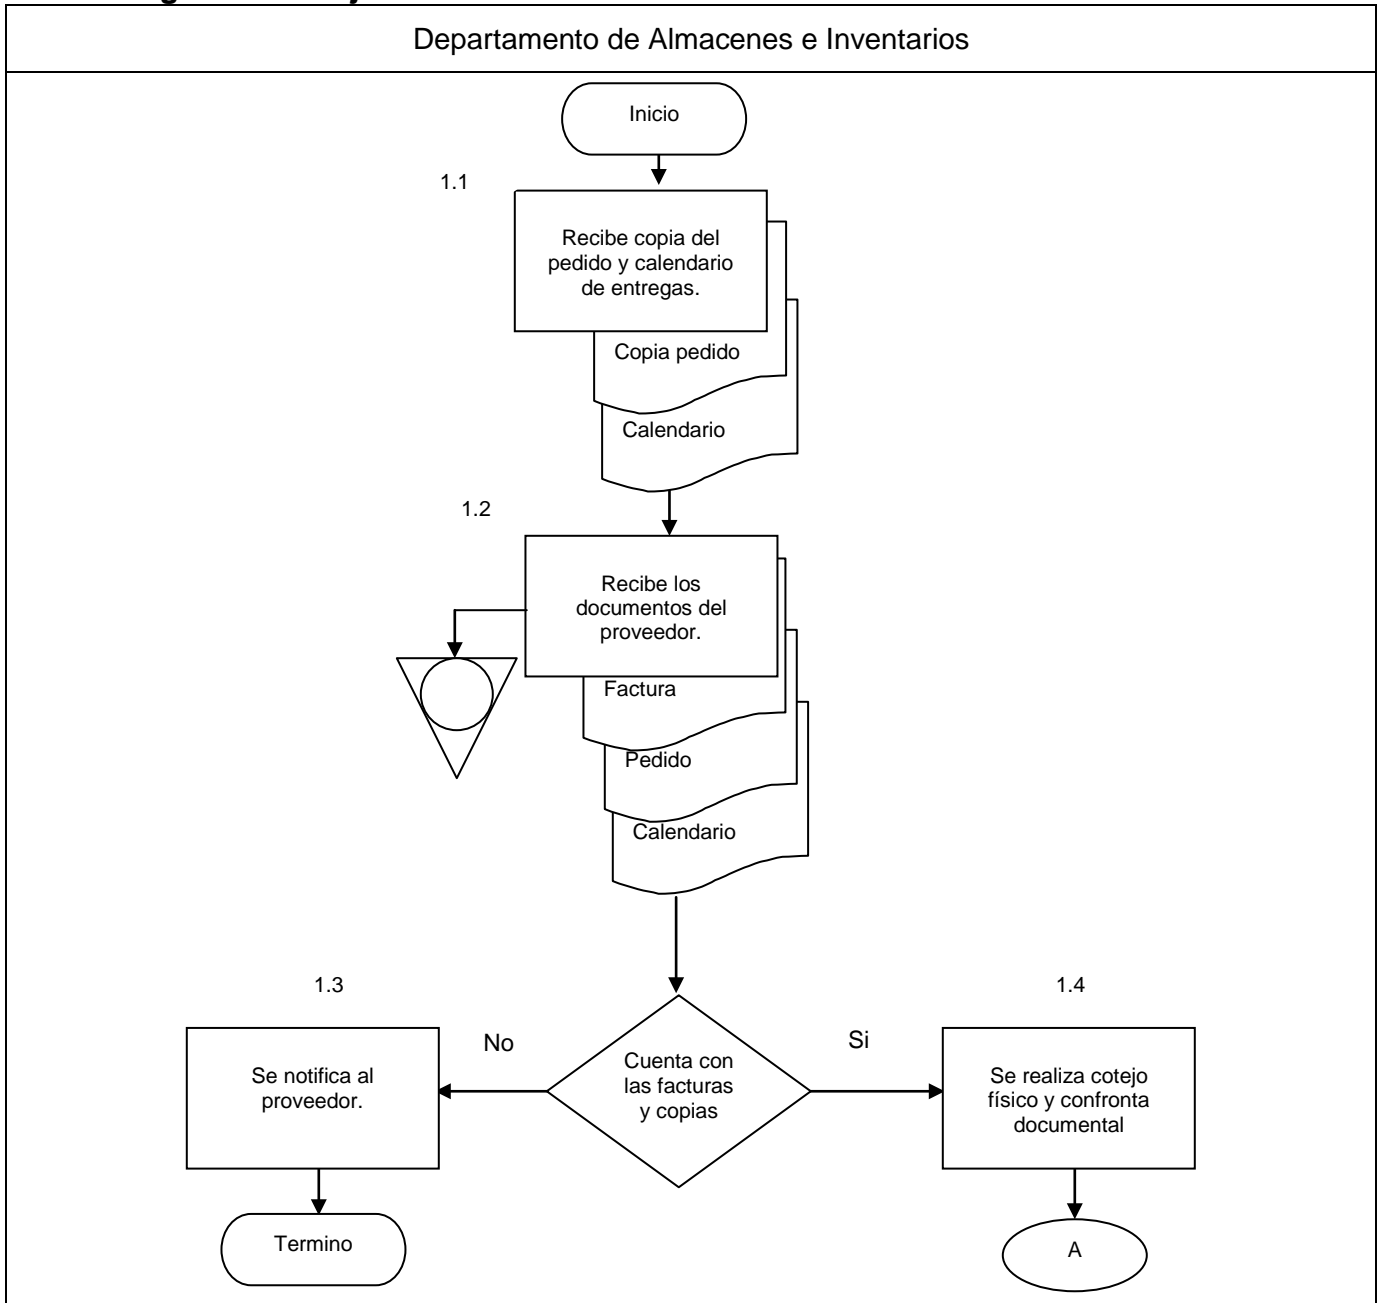 Departamento de Almacenes e Inventarios
Inicio
1.1
Recibe copia del
pedido y calendario
de entregas.
Copia pedido
Calendario
1.2
Recibe los
documentos del
proveedor.
Factura
Pedido
Calendario
1.3
1.4
No
Si
Se notifica al
proveedor.
Cuenta con
las facturas
y copias
Se realiza cotejo
físico y confronta
documental
Termino
A